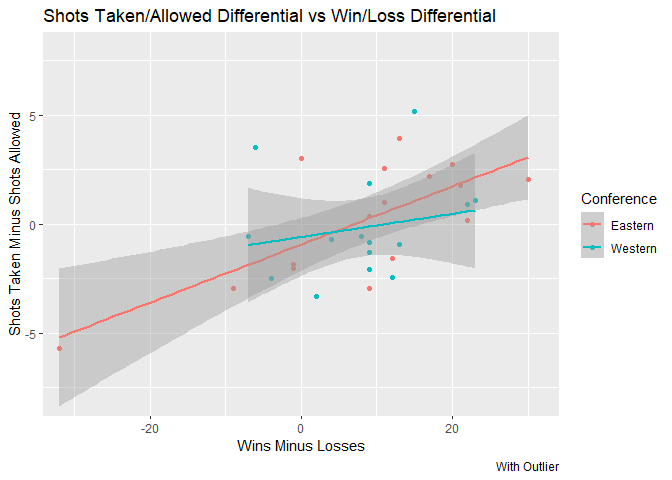 Shots Taken/Allowed Differential vs Win/Loss Differential
Shots Taken Minus Shots Allowed
5
0
-5
-20
0
20
Wins Minus Losses
Conference
Eastern
Western
With Outlier